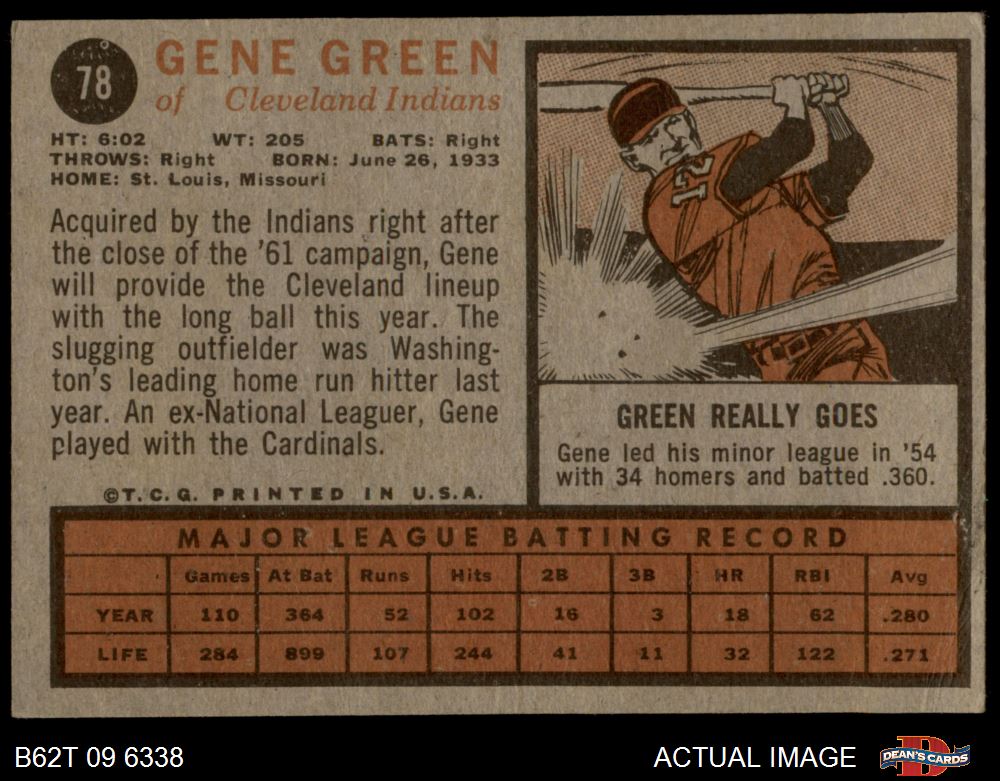 78
GENE GREEN
of Cleveland Indians
HT: 6:02 WT: 205 BATS: Right
THROWS: Right BORN: June 26, 1933
HOME: St. Louis, Missouri
Acquired by the Indians right after
the close of the '61 campaign, Gene
will provide the Cleveland lineup
with the long ball this year. The
slugging outfielder was Washing-
ton's leading home run hitter last
year. An ex-National Leaguer, Gene
played with the Cardinals.
©T.C.G. PRINTED IN U.S.A.
12
GREEN REALLY GOES
Gene led his minor league in '54
with 34 homers and batted .360.
MAJOR LEAGUE BATTING RECORD
Games At Bat Runs Hits 2B 3B HR RBI Avg
YEAR 110 364 52 102 16 3 18 62 .280
LIFE 284 899 107 244 41 11 32 122 .271
B62T 09 6338
ACTUAL IMAGE
DEAN'S CARDS